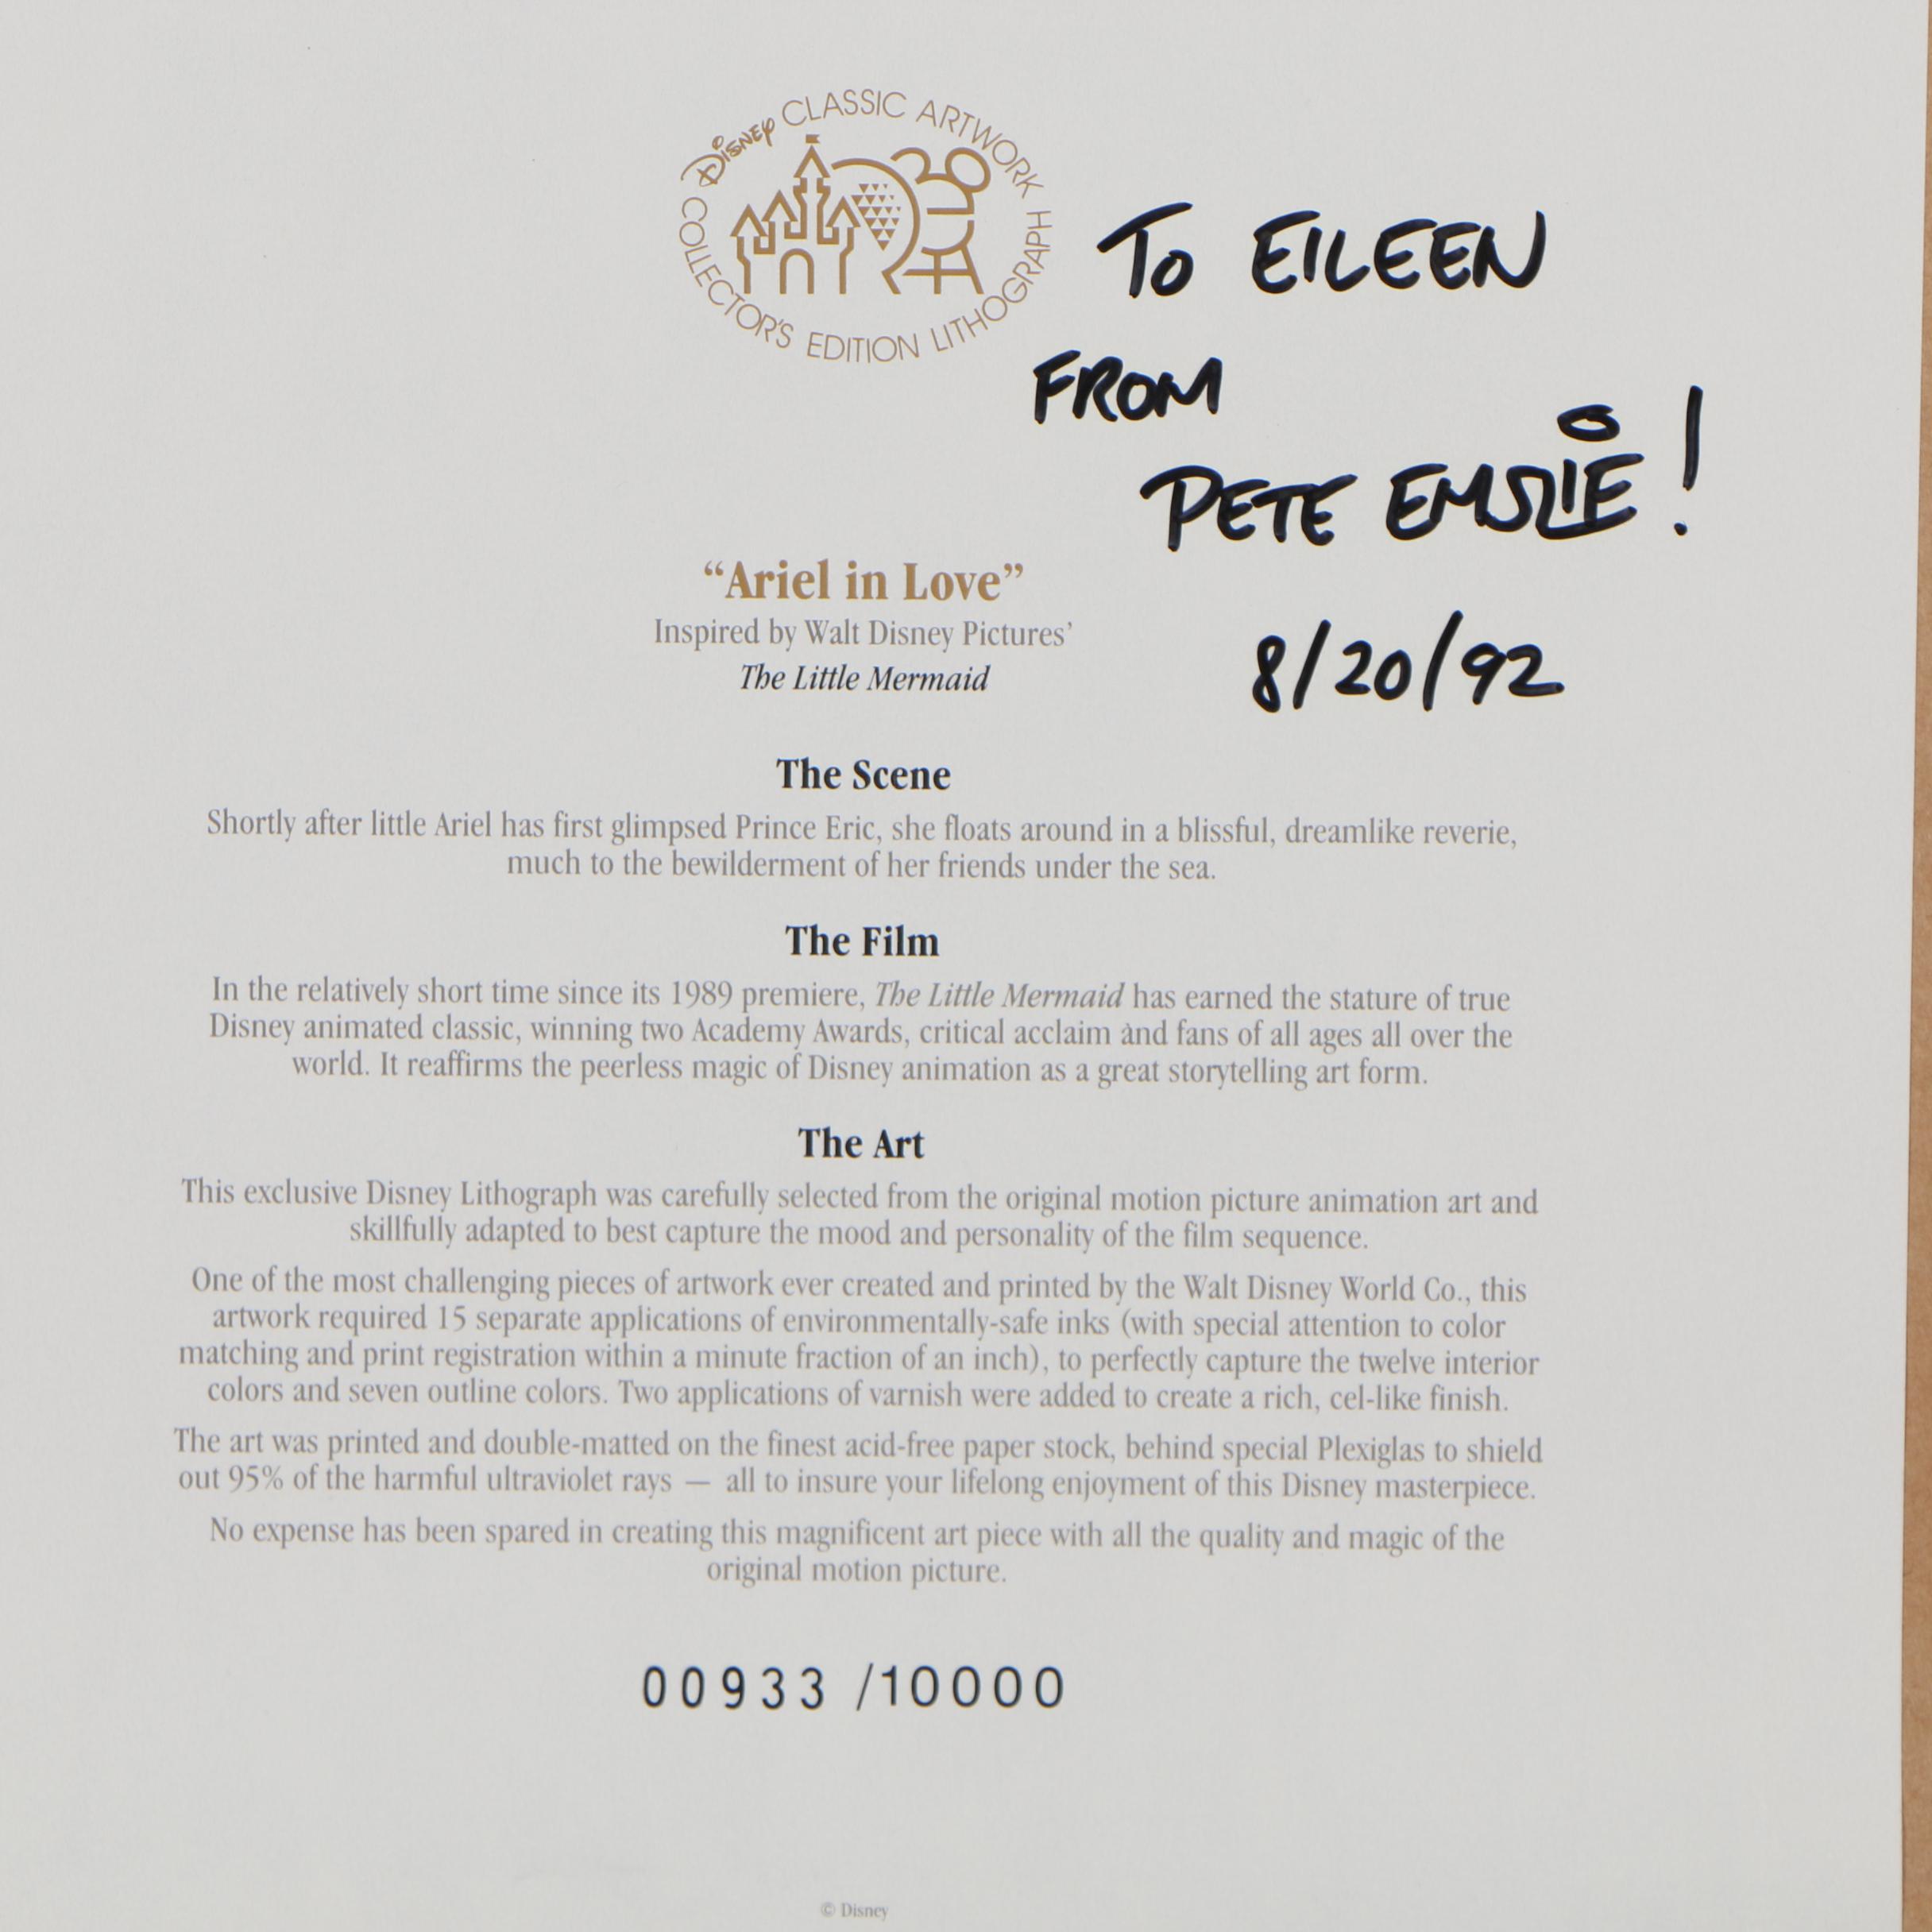 Disney CLASSIC ARTWORK
COLLECTOR'S EDITION LITHOGRAPH
To EILEEN
FROM
PETE EMSLIE!
8/20/92
“Ariel in Love”
Inspired by Walt Disney Pictures’
The Little Mermaid
The Scene
Shortly after little Ariel has first glimpsed Prince Eric, she floats around in a blissful, dreamlike reverie,
much to the bewilderment of her friends under the sea.
The Film
In the relatively short time since its 1989 premiere, The Little Mermaid has earned the stature of true
Disney animated classic, winning two Academy Awards, critical acclaim and fans of all ages all over the
world. It reaffirms the peerless magic of Disney animation as a great storytelling art form.
The Art
This exclusive Disney Lithograph was carefully selected from the original motion picture animation art and
skillfully adapted to best capture the mood and personality of the film sequence.
One of the most challenging pieces of artwork ever created and printed by the Walt Disney World Co., this
artwork required 15 separate applications of environmentally-safe inks (with special attention to color
matching and print registration within a minute fraction of an inch), to perfectly capture the twelve interior
colors and seven outline colors. Two applications of varnish were added to create a rich, cel-like finish.
The art was printed and double-matted on the finest acid-free paper stock, behind special Plexiglas to shield
out 95% of the harmful ultraviolet rays — all to insure your lifelong enjoyment of this Disney masterpiece.
No expense has been spared in creating this magnificent art piece with all the quality and magic of the
original motion picture.
00933 /10000
© Disney